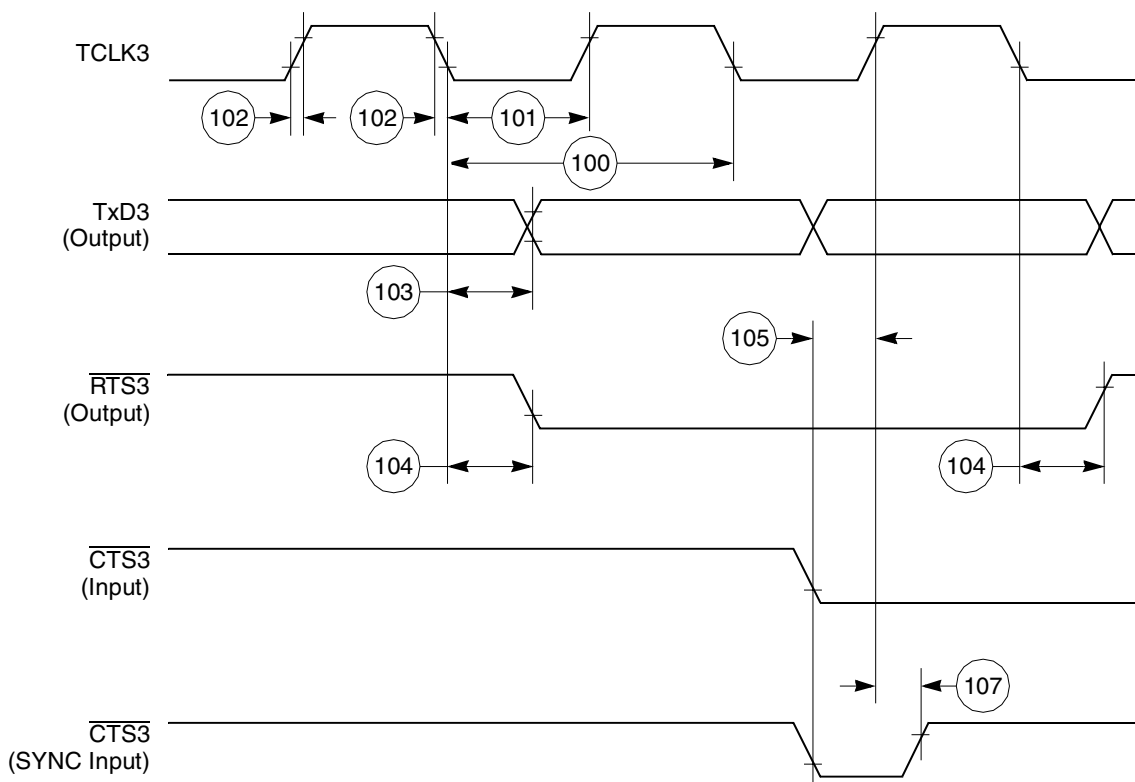 TCLK3
102
102
101
100
TxD3
(Output)
103
105
RTS3
(Output)
104
104
CTS3
(Input)
107
CTS3
(SYNC Input)